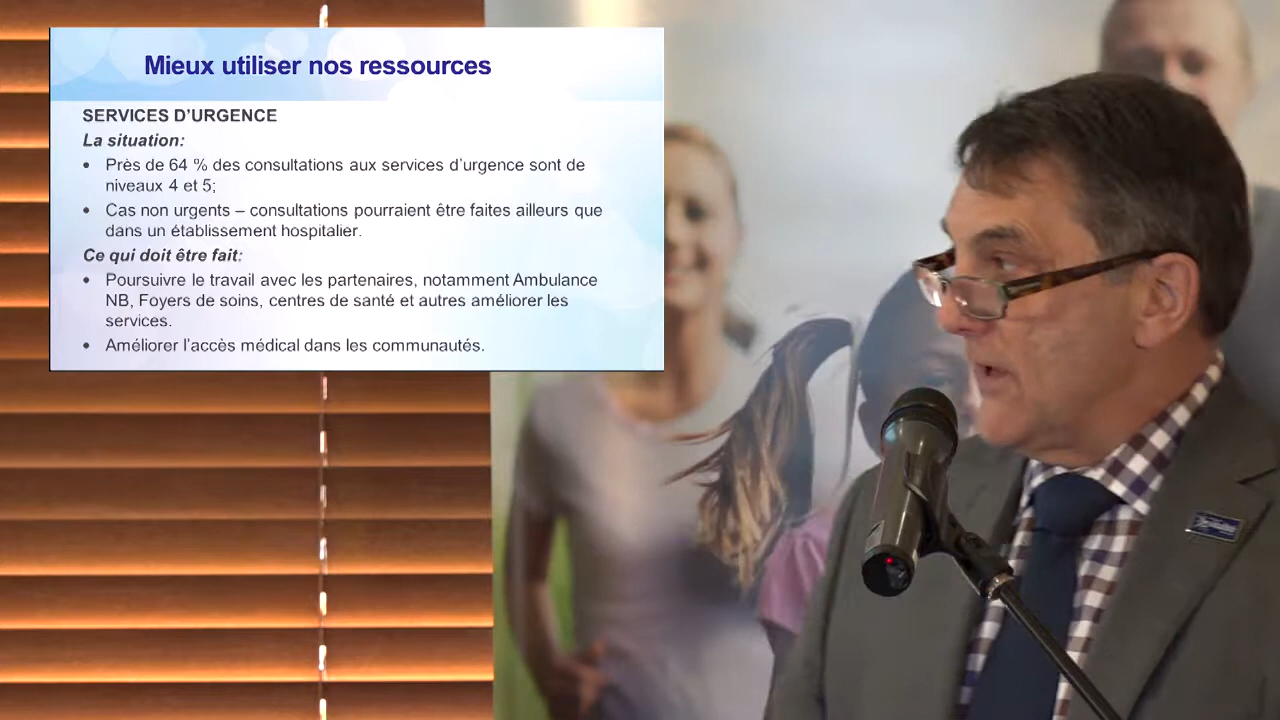 Mieux utiliser nos ressources
SERVICES D’URGENCE
La situation:
• Près de 64 % des consultations aux services d’urgence sont de
niveaux 4 et 5;
• Cas non urgents – consultations pourraient être faites ailleurs que
dans un établissement hospitalier.
Ce qui doit être fait:
• Poursuivre le travail avec les partenaires, notamment Ambulance
NB, Foyers de soins, centres de santé et autres améliorer les
services.
• Améliorer l’accès médical dans les communautés.